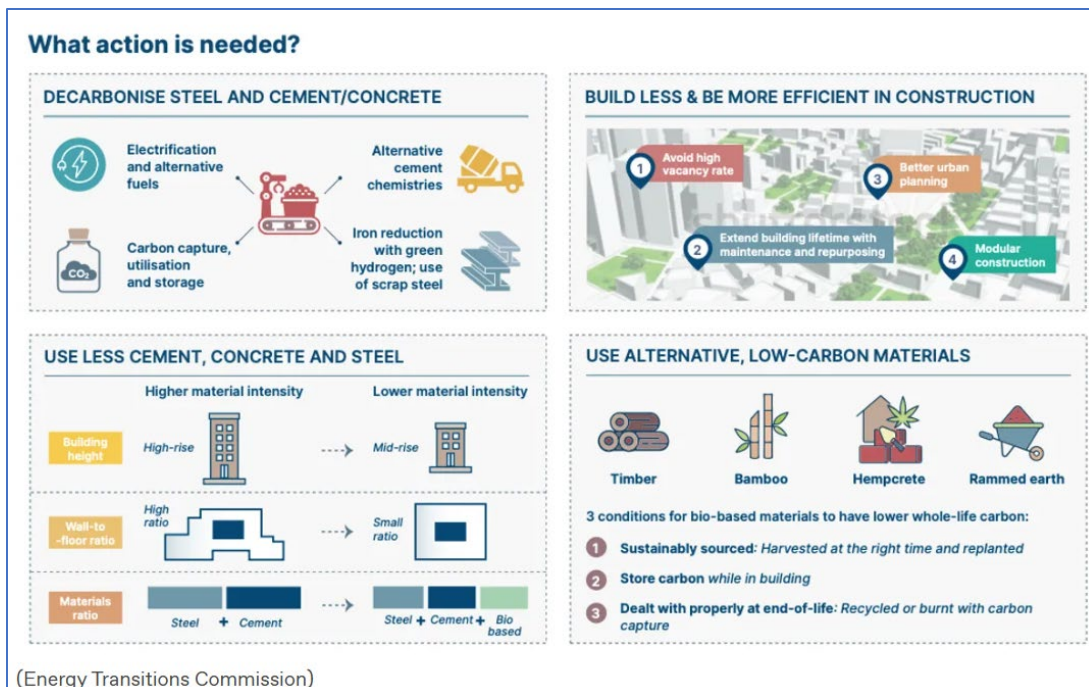 What action is needed?
DECARBONISE STEEL AND CEMENT/CONCRETE
Electrification
and alternative
fuels
Alternative
cement
chemistries
CO₂
Carbon capture,
utilisation
and storage
Iron reduction
with green
hydrogen; use
of scrap steel
BUILD LESS & BE MORE EFFICIENT IN CONSTRUCTION
1
Avoid high
vacancy rate
3
Better urban
planning
2
Extend building lifetime with
maintenance and repurposing
4
Modular
construction
USE LESS CEMENT, CONCRETE AND STEEL
Higher material intensity
Lower material intensity
Building
height
High-rise
Mid-rise
Wall-to
-floor ratio
High
ratio
Small
ratio
Materials
ratio
Steel + Cement
Steel + Cement + Bio
based
USE ALTERNATIVE, LOW-CARBON MATERIALS
Timber
Bamboo
Hempcrete
Rammed earth
3 conditions for bio-based materials to have lower whole-life carbon:
1 Sustainably sourced: Harvested at the right time and replanted
2 Store carbon while in building
3 Dealt with properly at end-of-life: Recycled or burnt with carbon
capture
(Energy Transitions Commission)